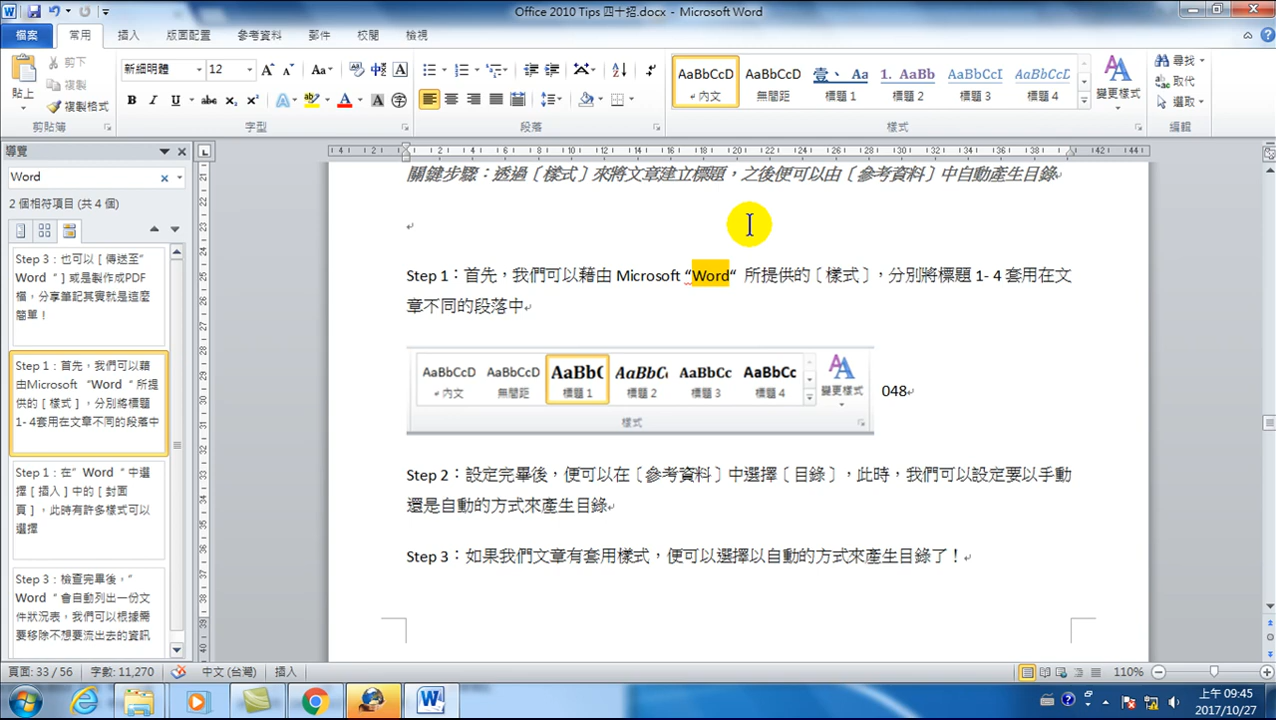 Office 2010 Tips 四十招.docx - Microsoft Word
檔案 常用 插入 版面配置 參考資料 郵件 校閱 檢視
貼上
剪下
複製
複製格式
剪貼簿
新細明體 12
字型
段落
AaBbCcD AaBbCcD 壹、 Aa 1. AaBb AaBbCcI AaBbCcD
內文 無間距 標題 1 標題 2 標題 3 標題 4
變更樣式
樣式
尋找
取代
選取
編輯
導覽
Word
2 個相符項目 (共 4 個)
Step 3:也可以[傳送至"
Word "]或是製作成PDF
檔,分享筆記其實就是這麼
簡單!
Step 1:首先,我們可以藉
由Microsoft “Word “所提
供的[樣式],分別將標題
1- 4套用在文章不同的段落中
Step 1:在” Word “中選
擇[插入]中的[封面
頁],此時有許多樣式可以
選擇
Step 3:檢查完畢後,”
Word “會自動列出一份文
件狀況表,我們可以根據需
要移除不想要流出去的資訊
關鍵步驟:透過〔樣式〕來將文章建立標題,之後便可以由〔參考資料〕中自動產生目錄
Step 1:首先,我們可以藉由 Microsoft “Word“ 所提供的〔樣式〕,分別將標題 1- 4 套用在文
章不同的段落中
AaBbCcD AaBbCcD AaBbC AaBbCc AaBbCc AaBbCc
內文 無間距 標題 1 標題 2 標題 3 標題 4
變更樣式
樣式
048
Step 2:設定完畢後,便可以在〔參考資料〕中選擇〔目錄〕,此時,我們可以設定要以手動
還是自動的方式來產生目錄
Step 3:如果我們文章有套用樣式,便可以選擇以自動的方式來產生目錄了!
頁面: 33 / 56 字數: 11,270 中文 (台灣) 插入 110%
上午 09:45
2017/10/27